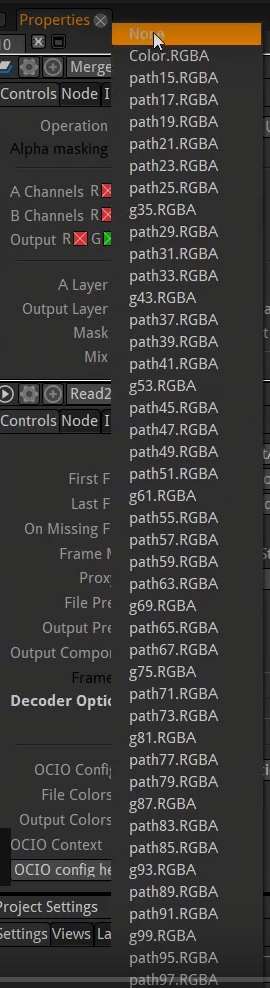 Properties
None
10
Color.RGBA
Merge
path15.RGBA
Controls Node I
path17.RGBA
Operation
path19.RGBA
Alpha masking
path21.RGBA
path23.RGBA
A Channels R
path25.RGBA
B Channels R
g35.RGBA
Output R G
path29.RGBA
path31.RGBA
path33.RGBA
A Layer
g43.RGBA
Output Layer
path37.RGBA
Mask
path39.RGBA
Mix
path41.RGBA
g53.RGBA
Read2
path45.RGBA
Controls Node I
path47.RGBA
path49.RGBA
First F
path51.RGBA
Last F
g61.RGBA
path55.RGBA
On Missing F
path57.RGBA
Frame M
path59.RGBA
Proxy
path63.RGBA
File Pre
g69.RGBA
Output Pre
path65.RGBA
Output Compon
path67.RGBA
Frame
g75.RGBA
Decoder Optio
path71.RGBA
path73.RGBA
g81.RGBA
OCIO Config
path77.RGBA
File Colors
path79.RGBA
Output Colors
g87.RGBA
path83.RGBA
OCIO Context
path85.RGBA
OCIO config he
g93.RGBA
path89.RGBA
Project Settings
path91.RGBA
Settings Views La
g99.RGBA
path95.RGBA
path97.RGBA